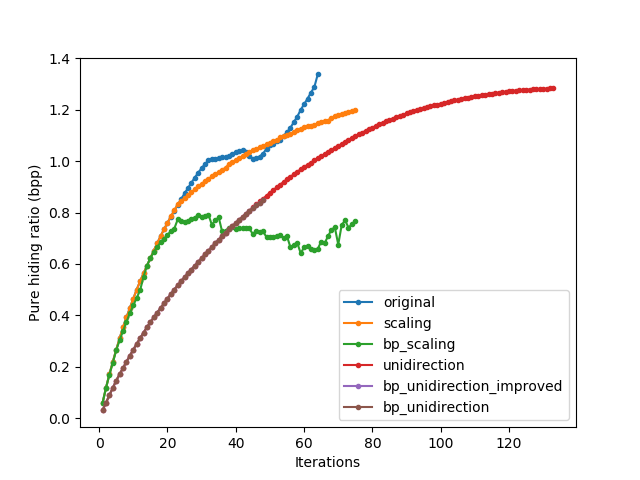 1.4
1.2
1.0
0.8
0.6
0.4
0.2
0.0
Pure hiding ratio (bpp)
original
scaling
bp_scaling
unidirection
bp_unidirection_improved
bp_unidirection
0 20 40 60 80 100 120
Iterations